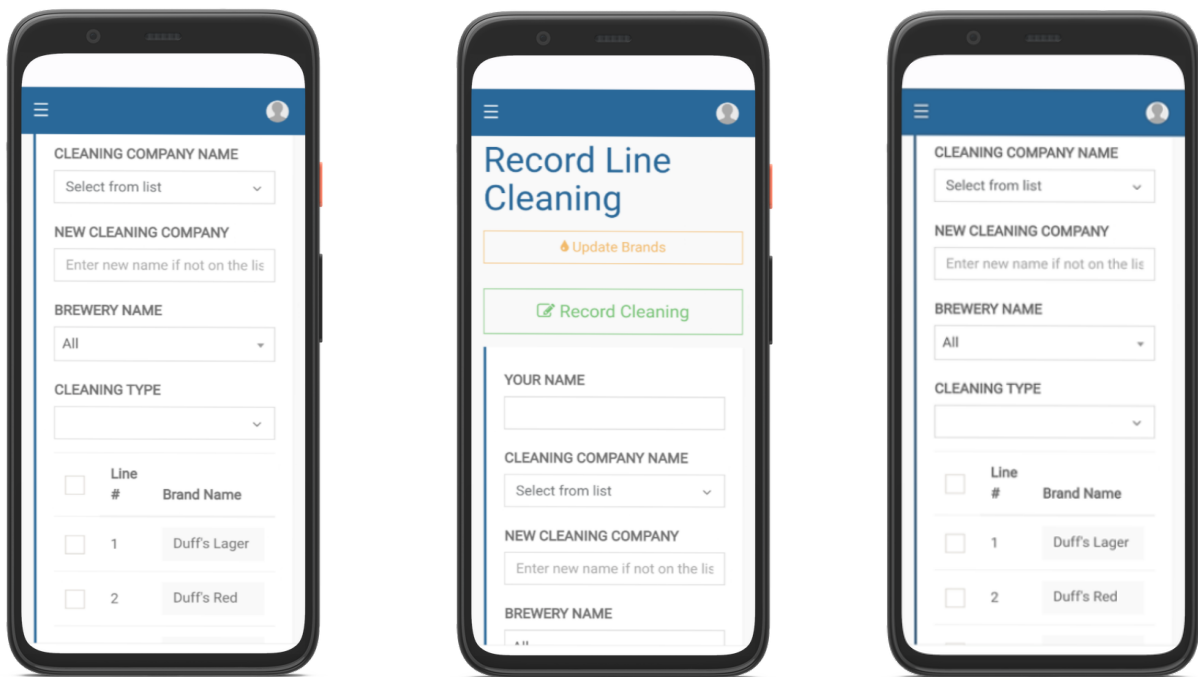 CLEANING COMPANY NAME
Select from list
NEW CLEANING COMPANY
Enter new name if not on the lis
BREWERY NAME
All
CLEANING TYPE
Line
# Brand Name
1 Duff's Lager
2 Duff's Red
Record Line
Cleaning
Update Brands
Record Cleaning
YOUR NAME
CLEANING COMPANY NAME
Select from list
NEW CLEANING COMPANY
Enter new name if not on the lis
BREWERY NAME
All
CLEANING COMPANY NAME
Select from list
NEW CLEANING COMPANY
Enter new name if not on the lis
BREWERY NAME
All
CLEANING TYPE
Line
# Brand Name
1 Duff's Lager
2 Duff's Red